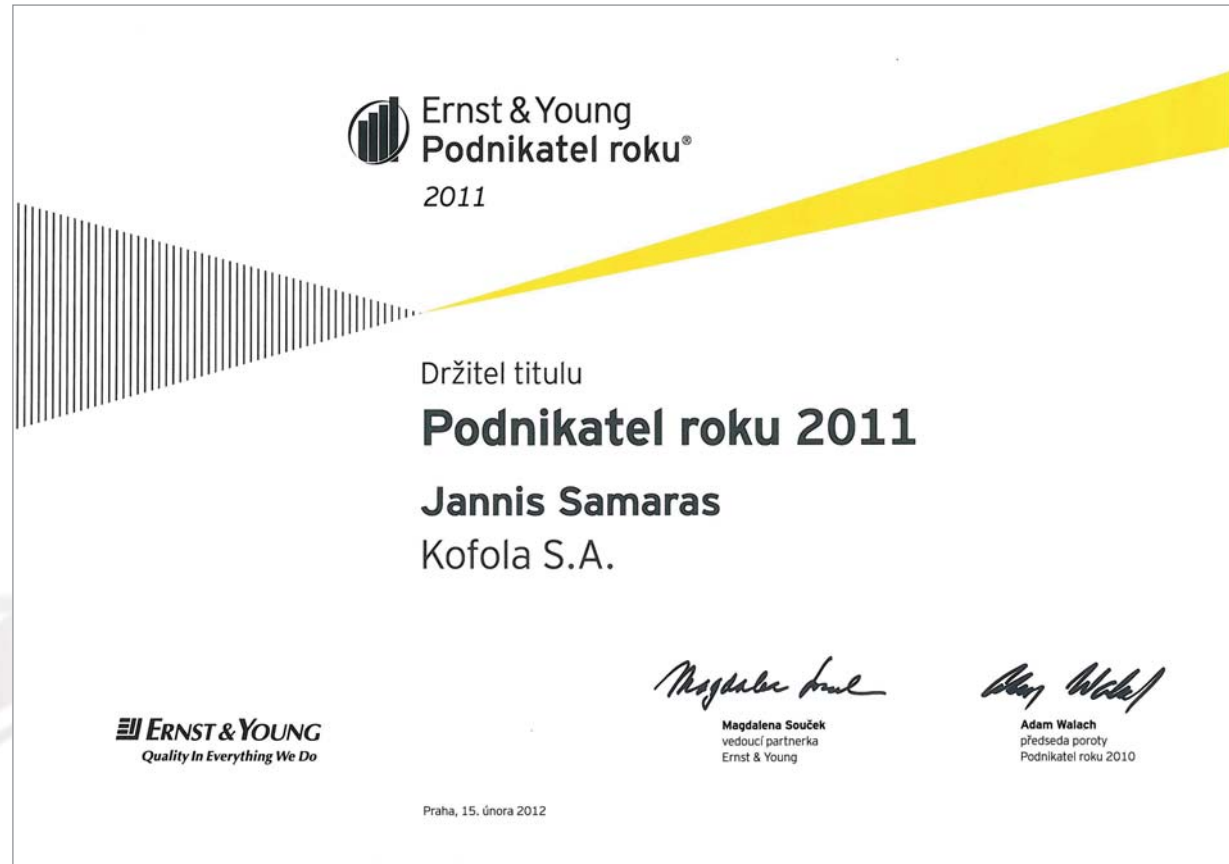 Ernst & Young
Podnikatel roku®
2011
Držitel titulu
Podnikatel roku 2011
Jannis Samaras
Kofola S.A.
Magdalena Souček
vedoucí partnerka
Ernst & Young
Adam Walach
předseda poroty
Podnikatel roku 2010
ERNST & YOUNG
Quality In Everything We Do
Praha, 15. února 2012